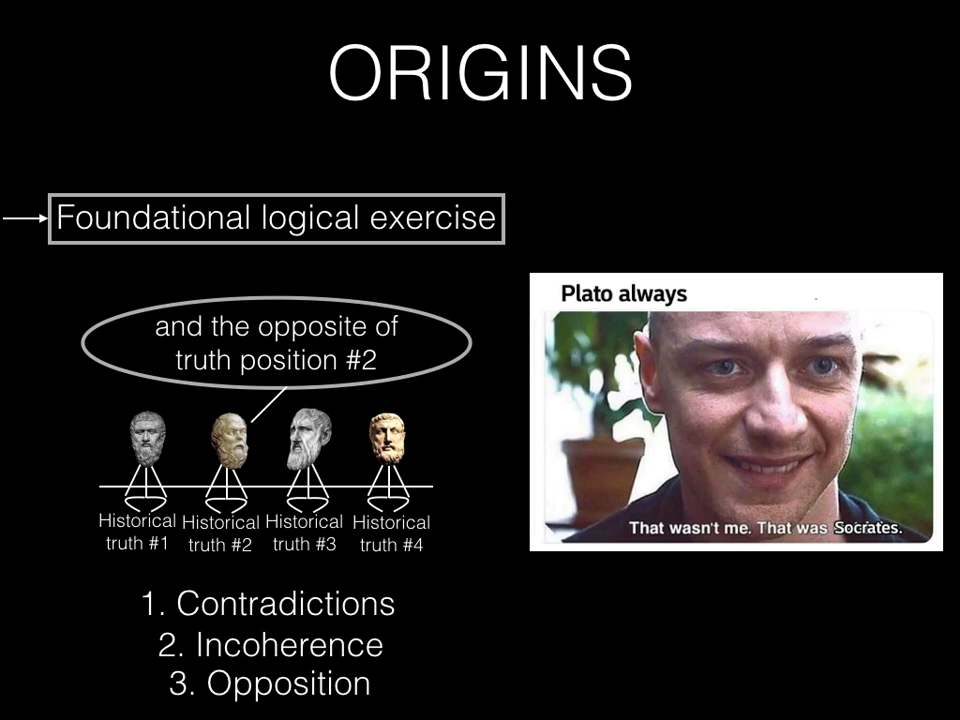 ORIGINS
Foundational logical exercise
and the opposite of
truth position #2
Historical
truth #1
Historical
truth #2
Historical
truth #3
Historical
truth #4
1. Contradictions
2. Incoherence
3. Opposition
Plato always
That wasn't me. That was Socrates.